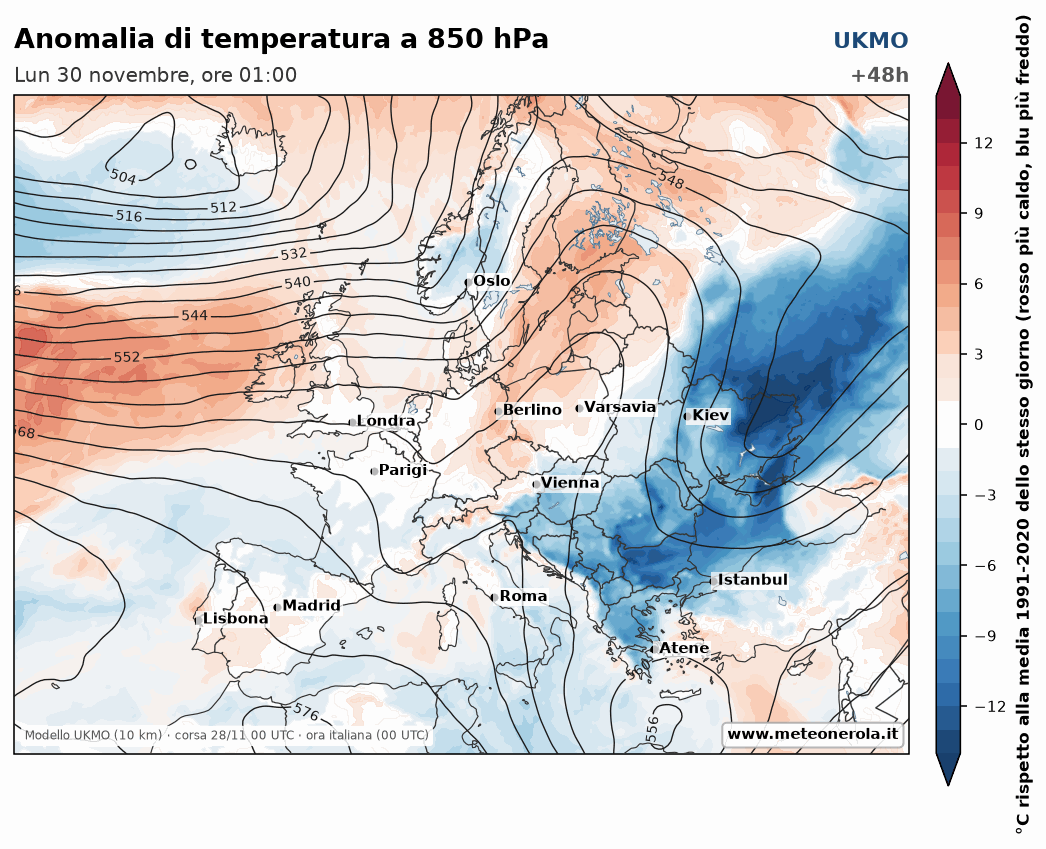 Anomalia di temperatura a 850 hPa
UKMO
Lun 30 novembre, ore 01:00
+48h
504
548
512
516
532
Oslo
540
544
552
Berlino
Varsavia
Kiev
Londra
568
Parigi
Vienna
Istanbul
Roma
Madrid
Lisbona
Atene
576
556
Modello UKMO (10 km) · corsa 28/11 00 UTC · ora italiana (00 UTC)
www.meteonerola.it
12
9
6
3
0
−3
−6
−9
−12
°C rispetto alla media 1991-2020 dello stesso giorno (rosso più caldo, blu più freddo)